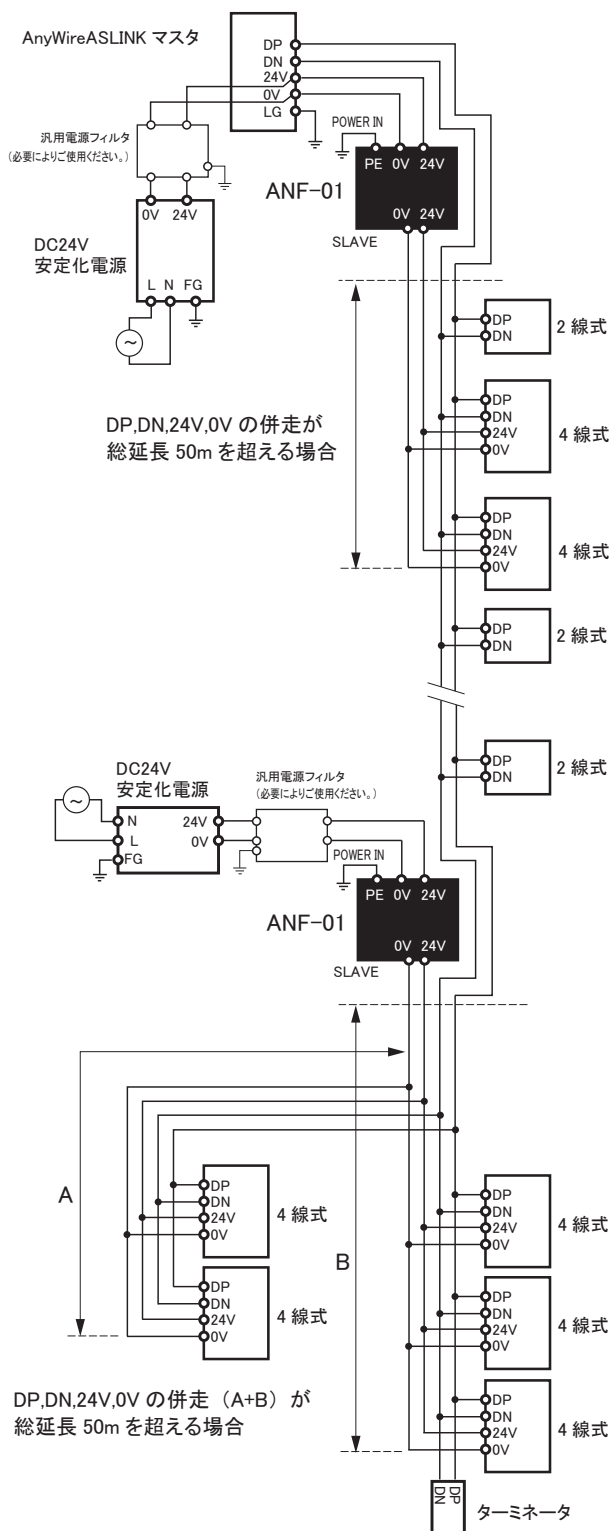 AnyWireASLINK マスタ
DP
DN
24V
0V
LG
汎用電源フィルタ
(必要によりご使用ください。)
POWER IN
PE 0V 24V
ANF-01
0V 24V
SLAVE
0V 24V
DC24V
安定化電源
L N FG
DP
DN
2 線式
DP,DN,24V,0V の併走が
総延長 50m を超える場合
DP
DN
24V
0V
4 線式
DP
DN
24V
0V
4 線式
DP
DN
2 線式
DP
DN
2 線式
DC24V
安定化電源
N
L
FG
24V
0V
汎用電源フィルタ
(必要によりご使用ください。)
POWER IN
PE 0V 24V
ANF-01
0V 24V
SLAVE
A
B
DP
DN
24V
0V
4 線式
DP
DN
24V
0V
4 線式
DP
DN
24V
0V
4 線式
DP
DN
24V
0V
4 線式
DP
DN
24V
0V
4 線式
DP,DN,24V,0V の併走（A+B）が
総延長 50m を超える場合
DN
DP
ターミネータ